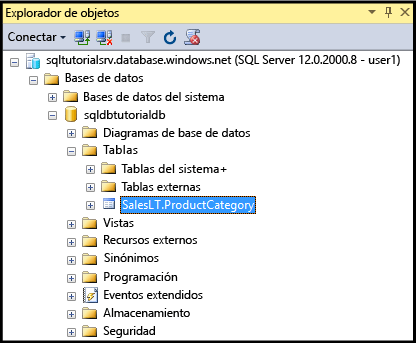 Explorador de objetos
Conectar
sqltutorialsrv.database.windows.net (SQL Server 12.0.2000.8 - user1)
Bases de datos
Bases de datos del sistema
sqldbtutorialdb
Diagramas de base de datos
Tablas
Tablas del sistema+
Tablas externas
SalesLT.ProductCategory
Vistas
Recursos externos
Sinónimos
Programación
Eventos extendidos
Almacenamiento
Seguridad